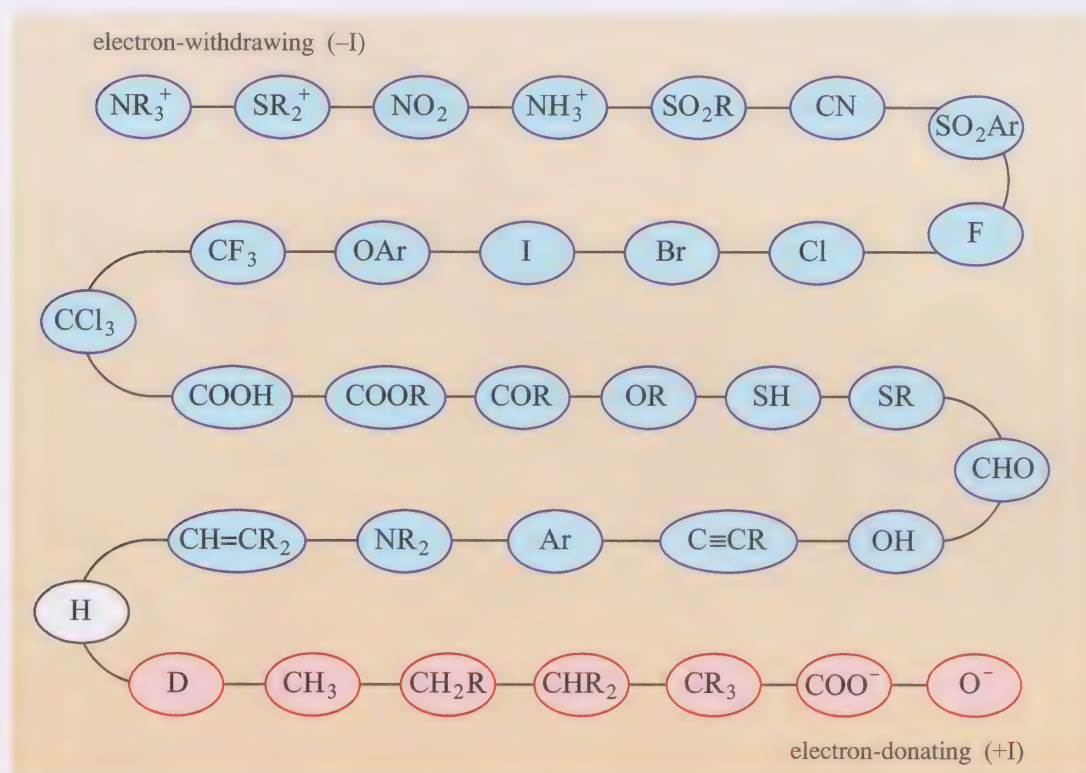 electron-withdrawing (–I)
NR₃⁺ SR₂⁺ NO₂ NH₃⁺ SO₂R CN SO₂Ar
CF₃ OAr I Br Cl F
CCl₃
COOH COOR COR OR SH SR
CHO
CH=CR₂ NR₂ Ar C≡CR OH
H
D CH₃ CH₂R CHR₂ CR₃ COO⁻ O⁻
electron-donating (+I)